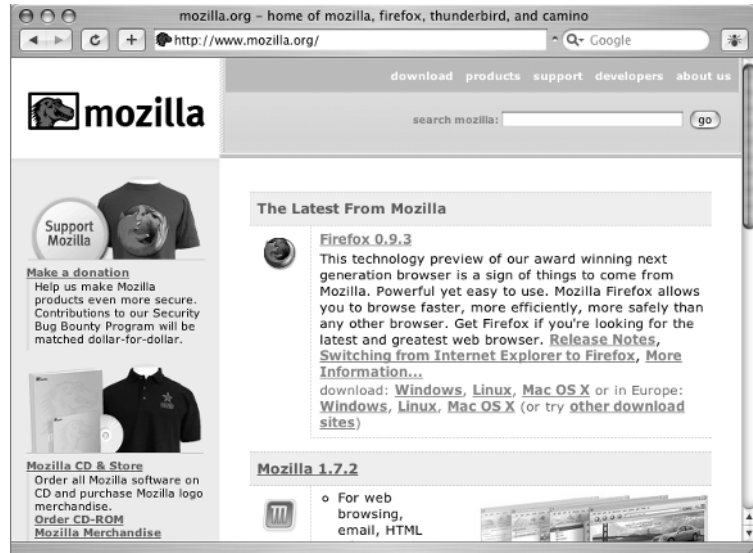 mozilla.org – home of mozilla, firefox, thunderbird, and camino
http://www.mozilla.org/
Google
download products support developers about us
mozilla
search mozilla:
go
Support
Mozilla
Make a donation
Help us make Mozilla
products even more secure.
Contributions to our Security
Bug Bounty Program will be
matched dollar-for-dollar.
Mozilla CD & Store
Order all Mozilla software on
CD and purchase Mozilla logo
merchandise.
Order CD-ROM
Mozilla Merchandise
The Latest From Mozilla
Firefox 0.9.3
This technology preview of our award winning next
generation browser is a sign of things to come from
Mozilla. Powerful yet easy to use. Mozilla Firefox allows
you to browse faster, more efficiently, more safely than
any other browser. Get Firefox if you're looking for the
latest and greatest web browser. Release Notes,
Switching from Internet Explorer to Firefox, More
Information...
download: Windows, Linux, Mac OS X or in Europe:
Windows, Linux, Mac OS X (or try other download
sites)
Mozilla 1.7.2
For web
browsing,
email, HTML